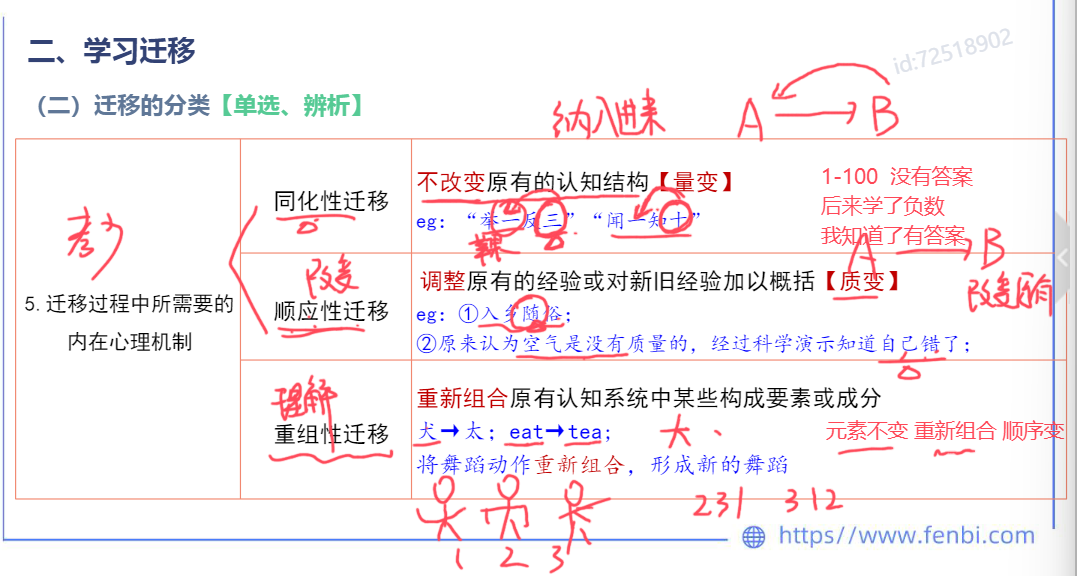 二、学习迁移
id:72518902
（二）迁移的分类【单选、辨析】
纳入进来
A → B
5.迁移过程中所需要的
内在心理机制
考
同化性迁移
不改变原有的认知结构【量变】
eg：“举一反三”“闻一知十”
1-100 没有答案
后来学了负数
我知道了有答案
A → B
改变
顺应性迁移
调整原有的经验或对新旧经验加以概括【质变】
eg：①入乡随俗；
②原来认为空气是没有质量的，经过科学演示知道自己错了；
改变原有
理解
重组性迁移
重新组合原有认知系统中某些构成要素或成分
犬→太；eat→tea；
大、
元素不变 重新组合 顺序变
将舞蹈动作重新组合，形成新的舞蹈
231 312
1 2 3
https//www.fenbi.com